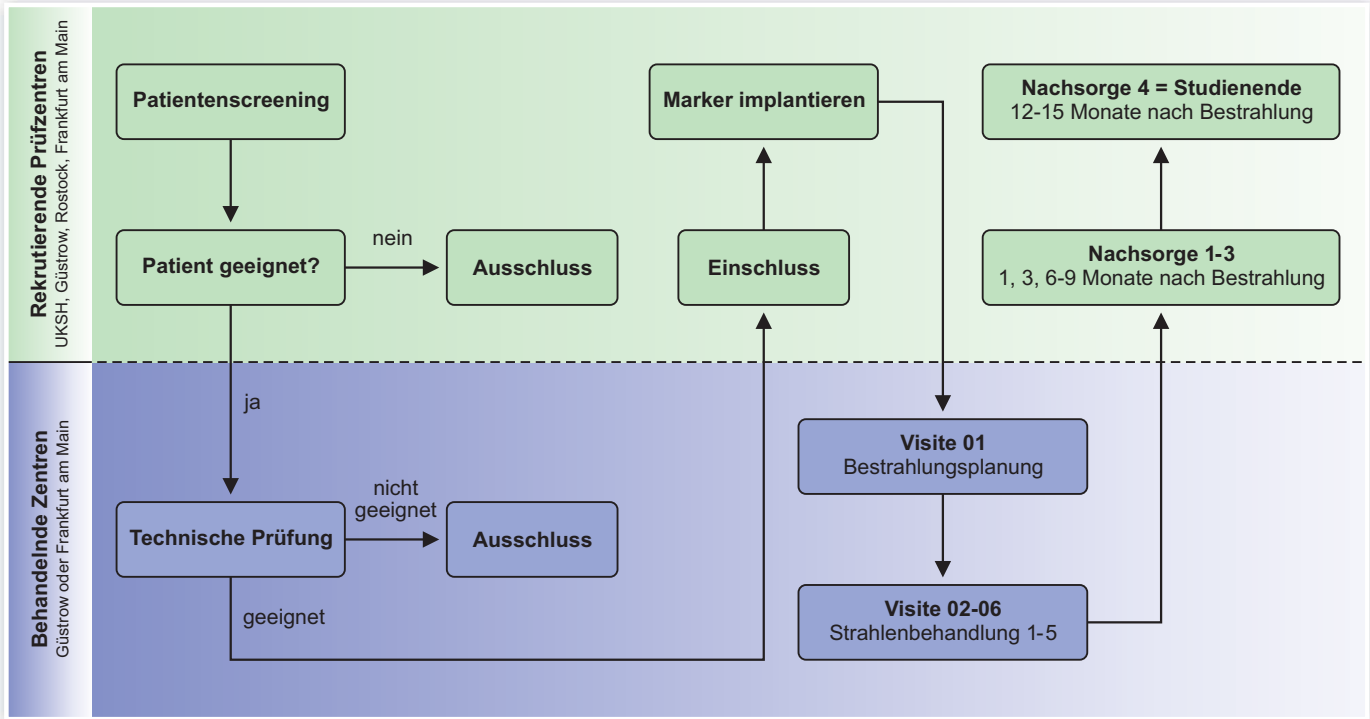 Rekrutierende Prüfzentren
UKSH, Güstrow, Rostock, Frankfurt am Main
Patientenscreening
Patient geeignet?
nein
Ausschluss
Marker implantieren
Einschluss
Nachsorge 4 = Studienende
12-15 Monate nach Bestrahlung
Nachsorge 1-3
1, 3, 6-9 Monate nach Bestrahlung
Behandelnde Zentren
Güstrow oder Frankfurt am Main
ja
Technische Prüfung
nicht
geeignet
Ausschluss
geeignet
Visite 01
Bestrahlungsplanung
Visite 02-06
Strahlenbehandlung 1-5